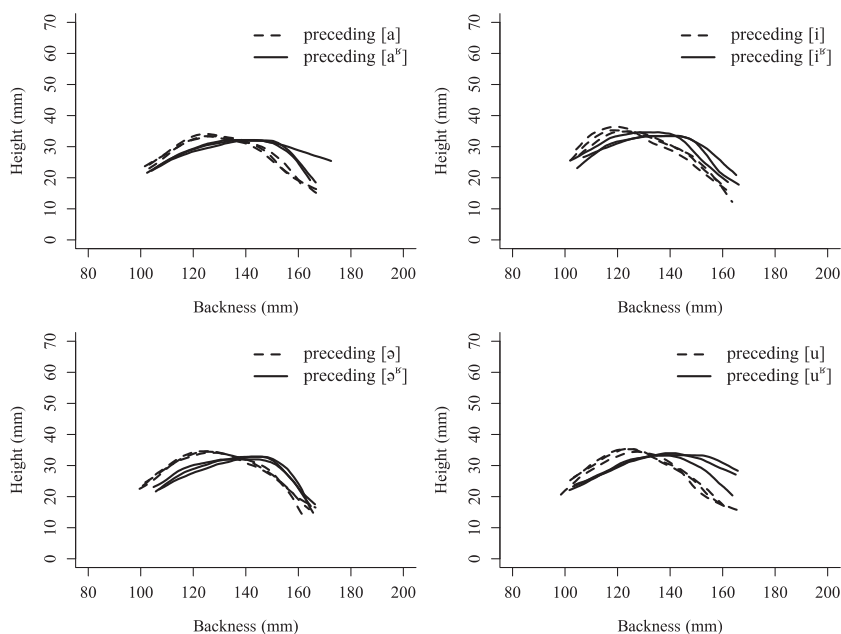 preceding [a]
preceding [aʶ]
Height (mm)
70
60
50
40
30
20
10
0
80 100 120 140 160 180 200
Backness (mm)
preceding [i]
preceding [iʶ]
Height (mm)
70
60
50
40
30
20
10
0
80 100 120 140 160 180 200
Backness (mm)
preceding [ə]
preceding [əʶ]
Height (mm)
70
60
50
40
30
20
10
0
80 100 120 140 160 180 200
Backness (mm)
preceding [u]
preceding [uʶ]
Height (mm)
70
60
50
40
30
20
10
0
80 100 120 140 160 180 200
Backness (mm)